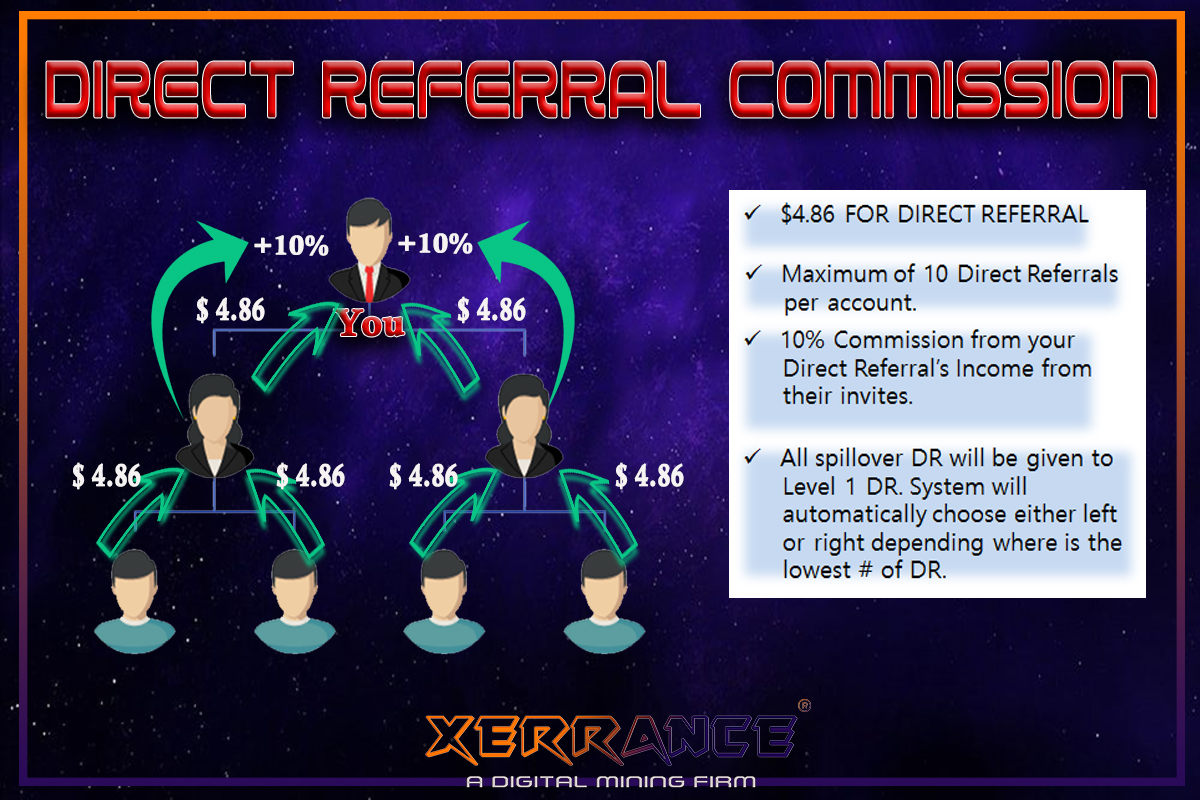 DIRECT REFERRAL COMMISSION
+10%
+10%
$ 4.86
$ 4.86
You
$ 4.86
$ 4.86
$ 4.86
$ 4.86
✓ $4.86 FOR DIRECT REFERRAL
✓ Maximum of 10 Direct Referrals
per account.
✓ 10% Commission from your
Direct Referral's Income from
their invites.
✓ All spillover DR will be given to
Level 1 DR. System will
automatically choose either left
or right depending where is the
lowest # of DR.
XERRANCE®
A DIGITAL MINING FIRM